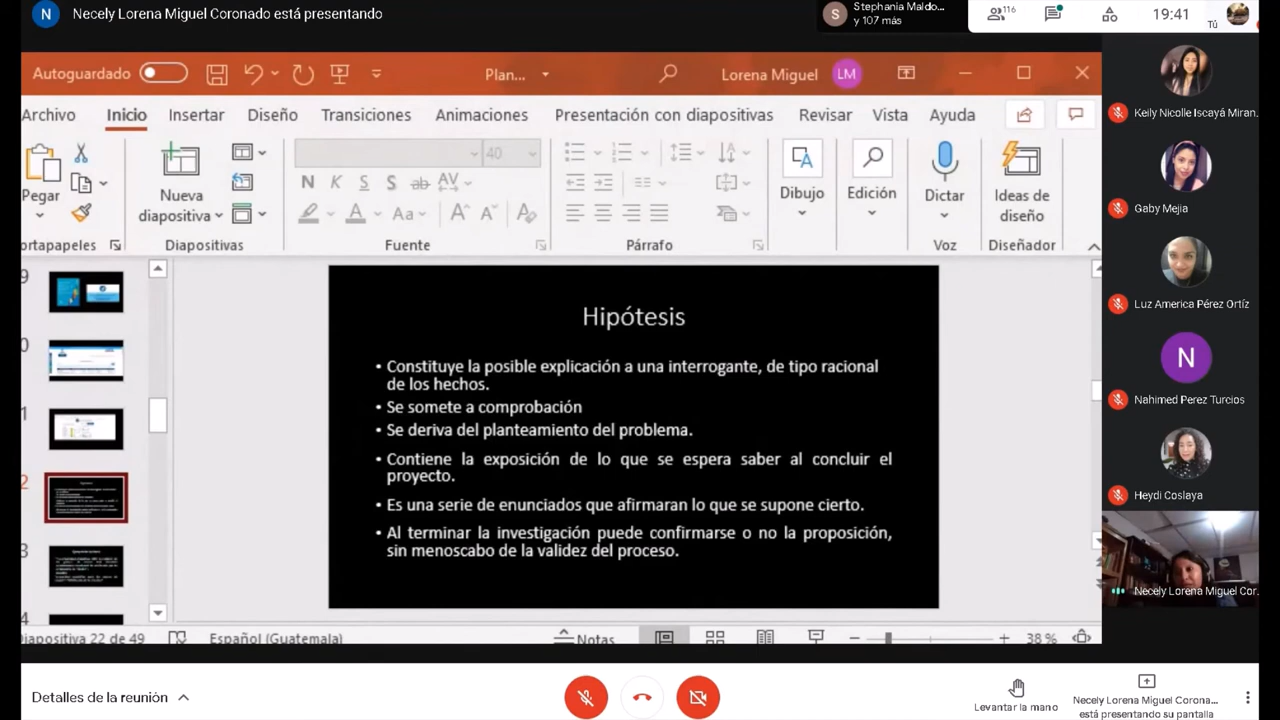 N Necely Lorena Miguel Coronado está presentando
S Stephania Maldo...
y 107 más
116
19:41
Tú
Autoguardado
Plan...
Lorena Miguel LM
Archivo Inicio Insertar Diseño Transiciones Animaciones Presentación con diapositivas Revisar Vista Ayuda
40
Pegar
Nueva
diapositiva
Dibujo
Edición
Dictar
Ideas de
diseño
N K S S ab AV
Aa A A A
ortapapeles Diapositivas Fuente Párrafo Voz Diseñador
9
0
1
2
3
4
Hipótesis
• Constituye la posible explicación a una interrogante, de tipo racional
de los hechos.
• Se somete a comprobación
• Se deriva del planteamiento del problema.
• Contiene la exposición de lo que se espera saber al concluir el
proyecto.
• Es una serie de enunciados que afirmaran lo que se supone cierto.
• Al terminar la investigación puede confirmarse o no la proposición,
sin menoscabo de la validez del proceso.
Diapositiva 22 de 49 Español (Guatemala) Notas 38 %
Keily Nicolle Iscayá Miran...
Gaby Mejia
Luz America Pérez Ortíz
N
Nahimed Perez Turcios
Heydi Coslaya
Necely Lorena Miguel Cor...
Detalles de la reunión
Levantar la mano
Necely Lorena Miguel Corona...
está presentando su pantalla